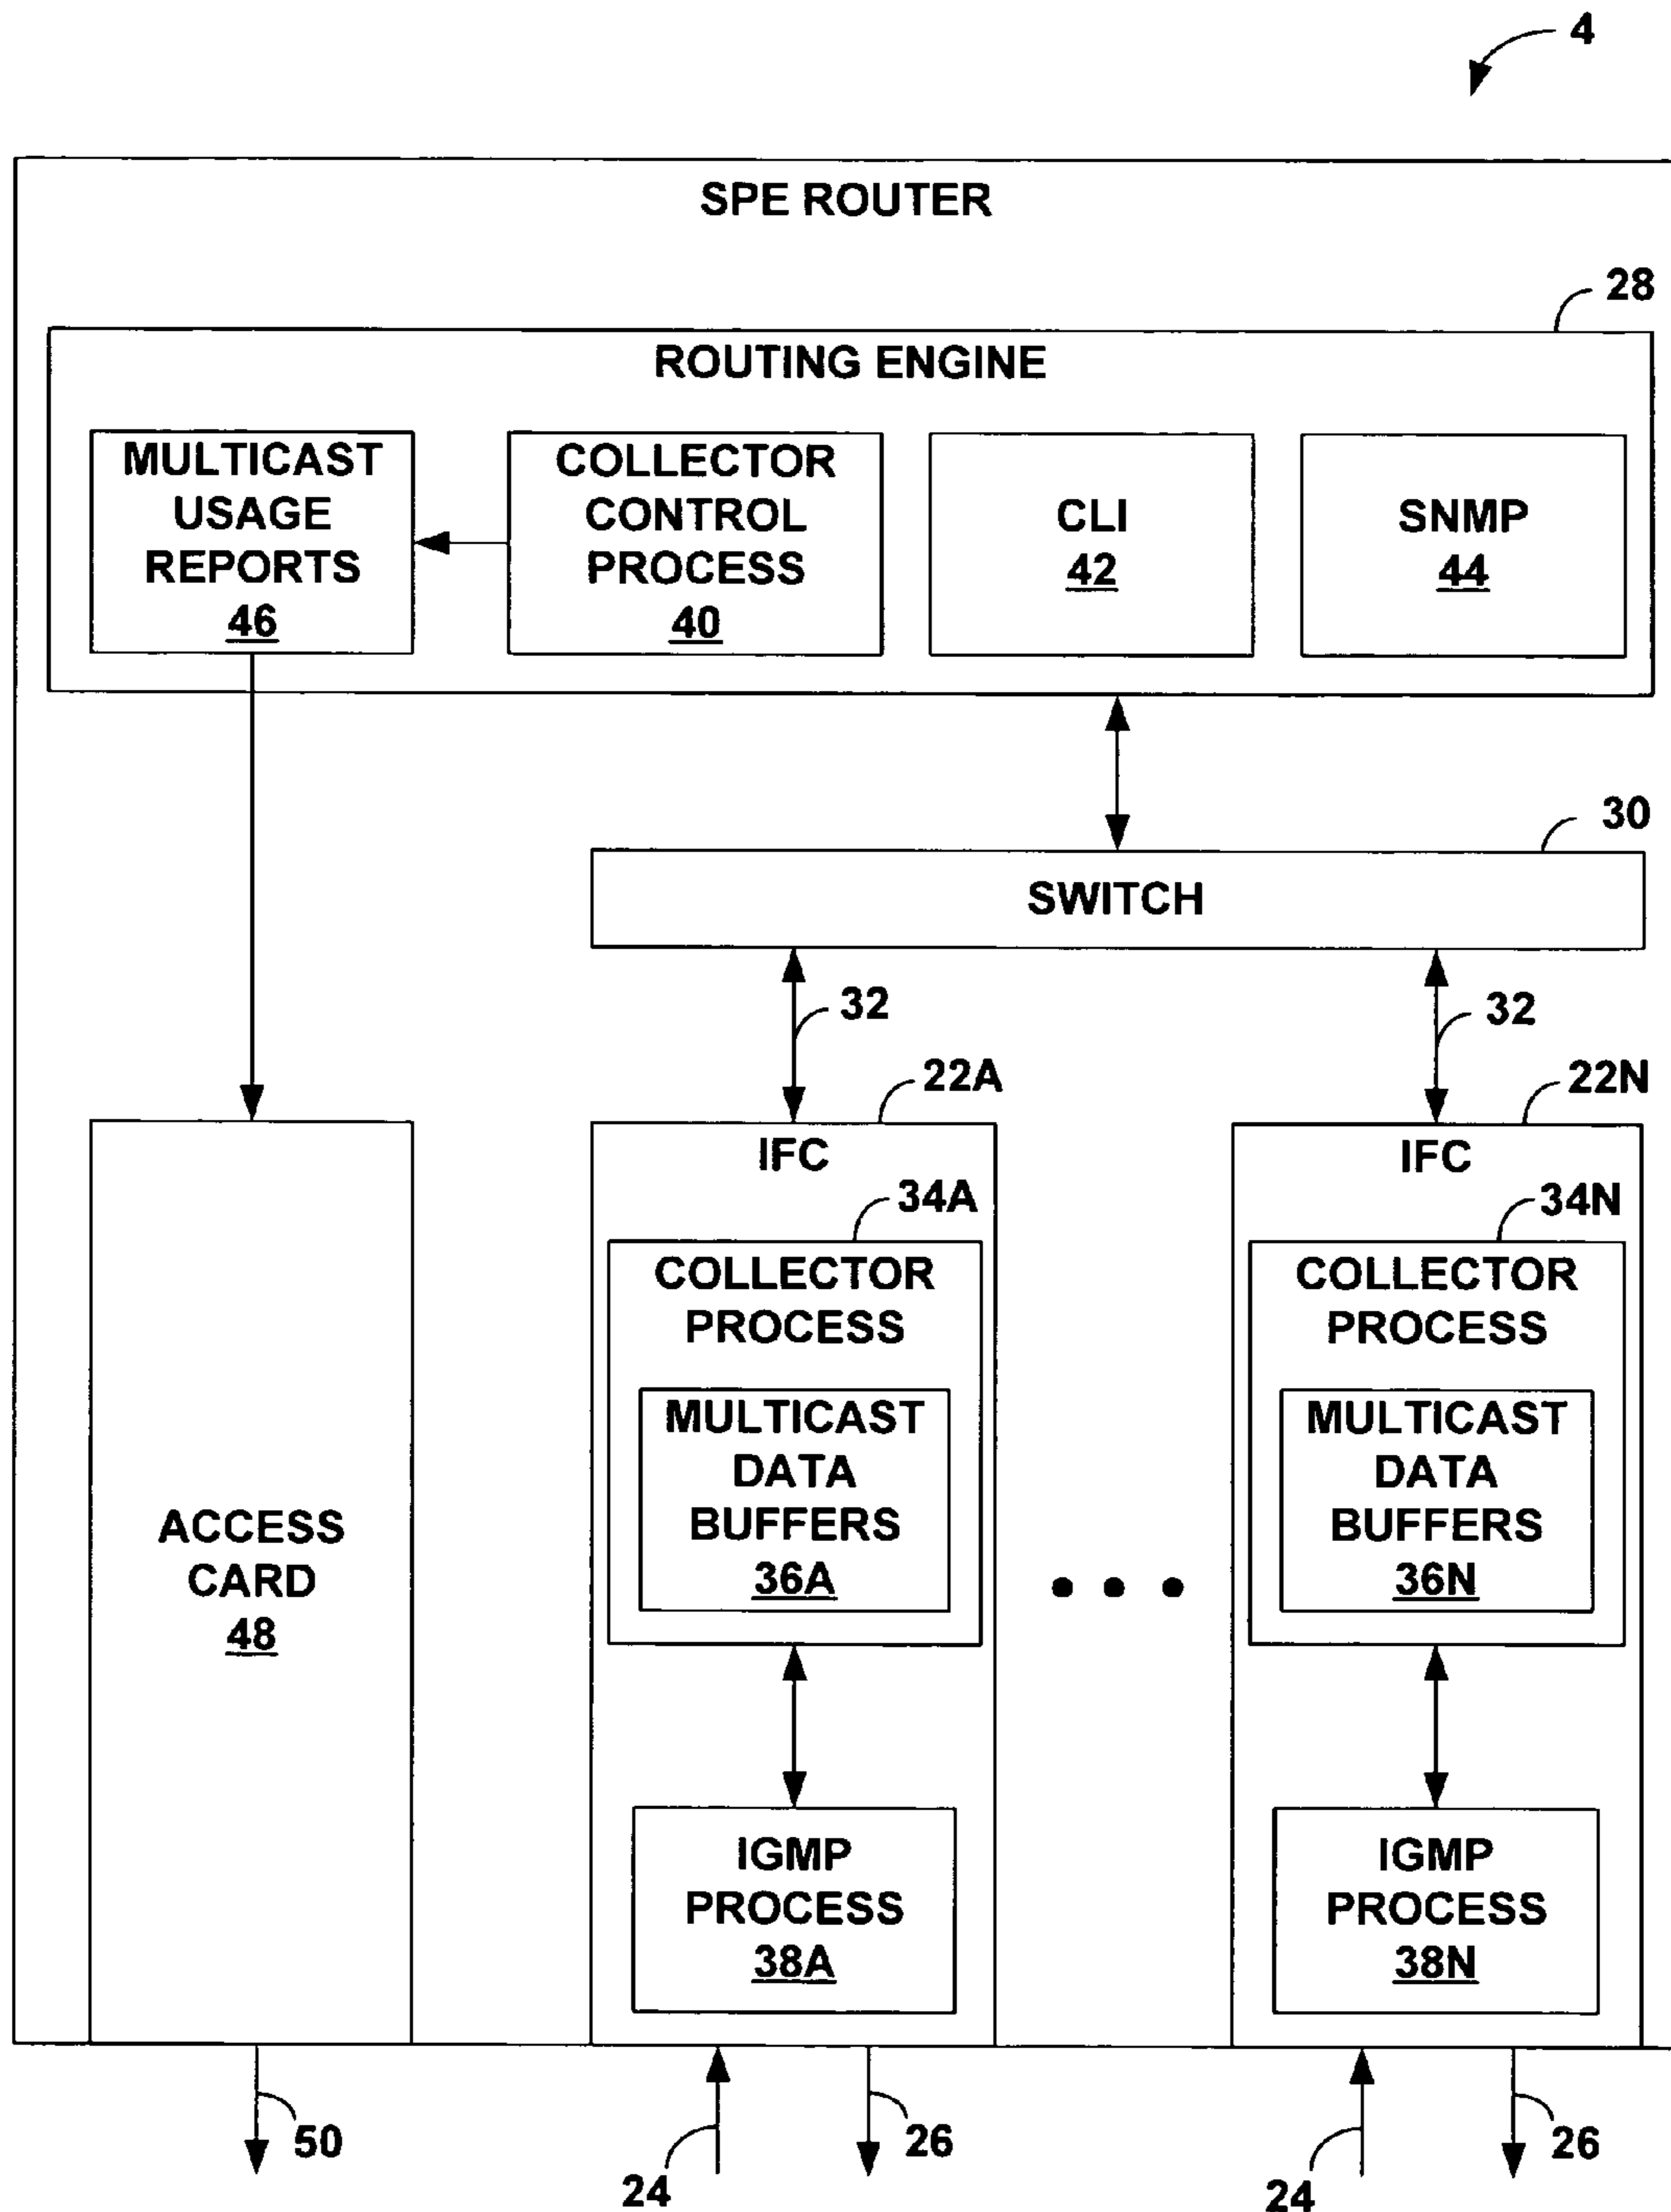 4
SPE ROUTER
28
ROUTING ENGINE
MULTICAST
USAGE
REPORTS
46
COLLECTOR
CONTROL
PROCESS
40
CLI
42
SNMP
44
30
SWITCH
32
32
22A
22N
IFC
IFC
34A
34N
COLLECTOR
PROCESS
COLLECTOR
PROCESS
MULTICAST
DATA
BUFFERS
36A
MULTICAST
DATA
BUFFERS
36N
ACCESS
CARD
48
IGMP
PROCESS
38A
IGMP
PROCESS
38N
50
24
26
24
26